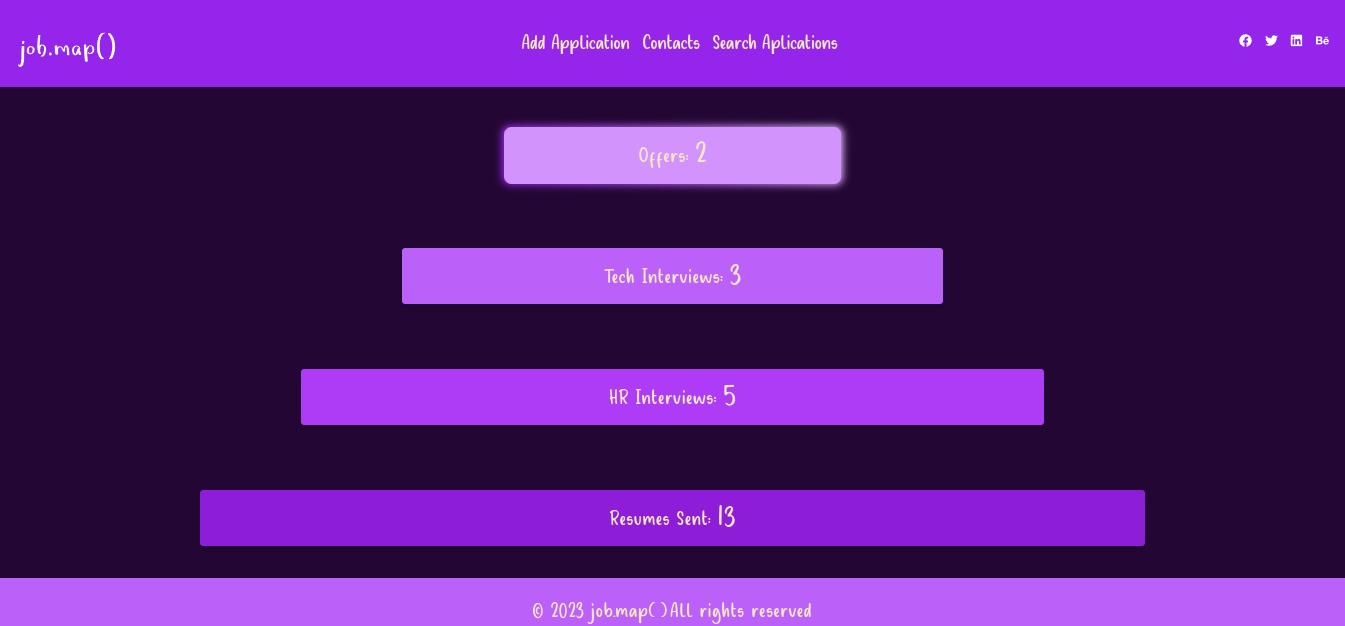 job.map()
Add Application Contacts Search Aplications
Bē
Offers: 2
Tech Interviews: 3
HR Interviews: 5
Resumes Sent: 13
© 2023 job.map( ) All rights reserved